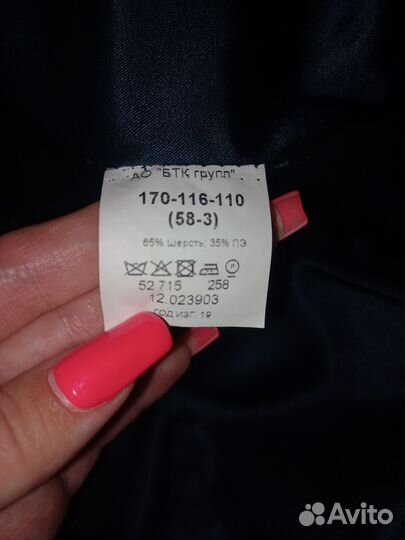 АО "БТК групп"
170-116-110
(58-3)
65% Шерсть; 35% ПЭ
P
52 715 258
12.023903
год изг. 19
Avito